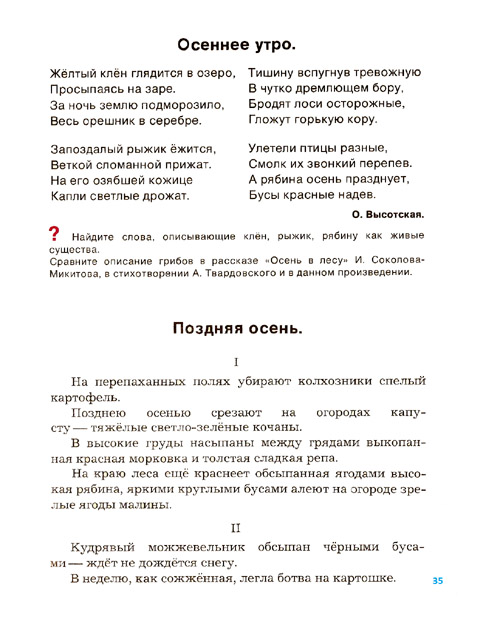 Осеннее утро.
Жёлтый клён глядится в озеро,
Просыпаясь на заре.
За ночь землю подморозило,
Весь орешник в серебре.
Запоздалый рыжик ёжится,
Веткой сломанной прижат.
На его озябшей кожице
Капли светлые дрожат.
Тишину вспугнув тревожную
В чутко дремлющем бору,
Бродят лоси осторожные,
Гложут горькую кору.
Улетели птицы разные,
Смолк их звонкий перепев.
А рябина осень празднует,
Бусы красные надев.
О. Высотская.
? Найдите слова, описывающие клён, рыжик, рябину как живые
существа.
Сравните описание грибов в рассказе «Осень в лесу» И. Соколова-
Микитова, в стихотворении А. Твардовского и в данном произведении.
Поздняя осень.
I
На перепаханных полях убирают колхозники спелый
картофель.
Позднею осенью срезают на огородах капу-
сту — тяжёлые светло-зелёные кочаны.
В высокие груды насыпаны между грядами выкопан-
ная красная морковка и толстая сладкая репа.
На краю леса ещё краснеет обсыпанная ягодами высо-
кая рябина, яркими круглыми бусами алеют на огороде зре-
лые ягоды малины.
II
Кудрявый можжевельник обсыпан чёрными буса-
ми — ждёт не дождётся снегу.
В неделю, как сожжённая, легла ботва на картошке.
35